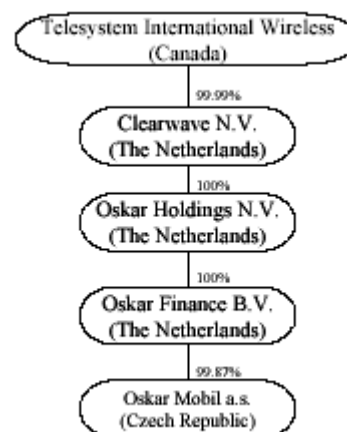 Telesystem International Wireless
(Canada)
99.99%
Clearwave N.V.
(The Netherlands)
100%
Oskar Holdings N.V.
(The Netherlands)
100%
Oskar Finance B.V.
(The Netherlands)
99.87%
Oskar Mobil a.s.
(Czech Republic)